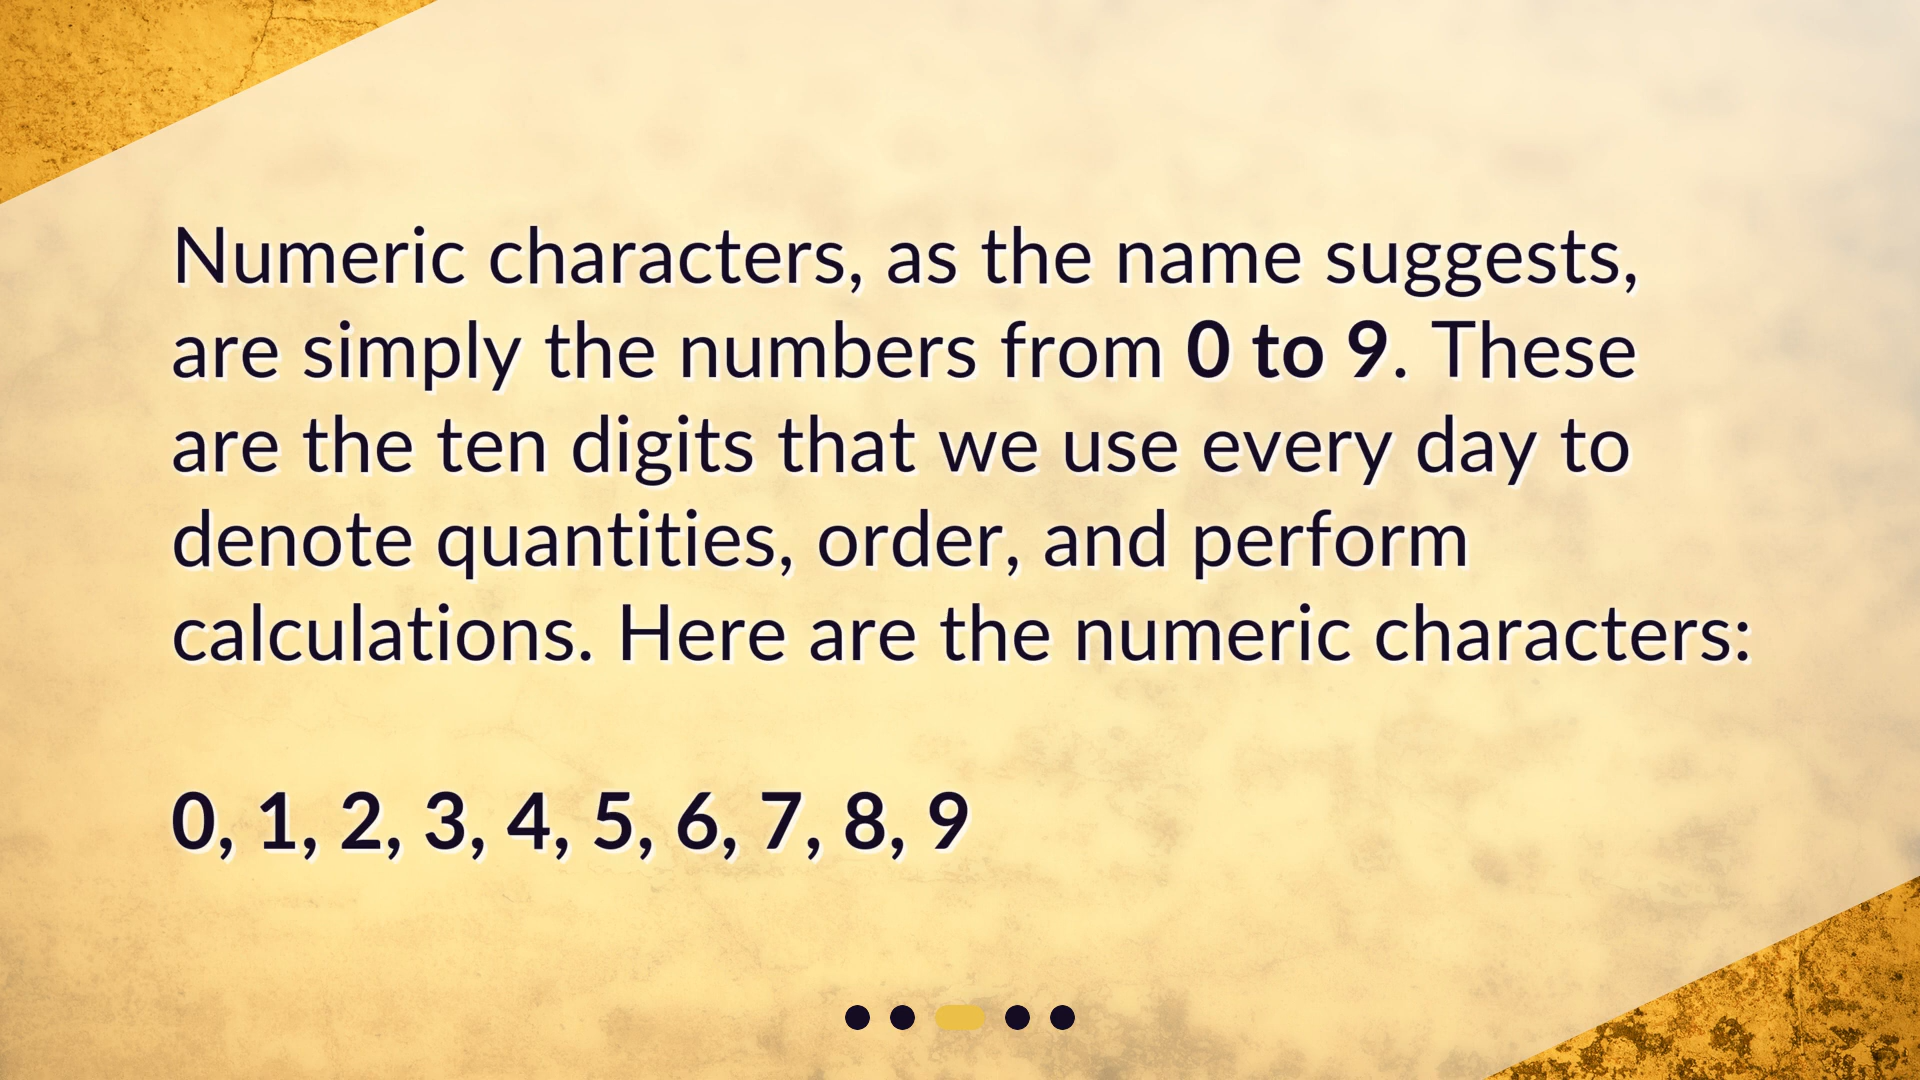 Numeric characters, as the name suggests,
are simply the numbers from 0 to 9. These
are the ten digits that we use every day to
denote quantities, order, and perform
calculations. Here are the numeric characters:
0, 1, 2, 3, 4, 5, 6, 7, 8, 9